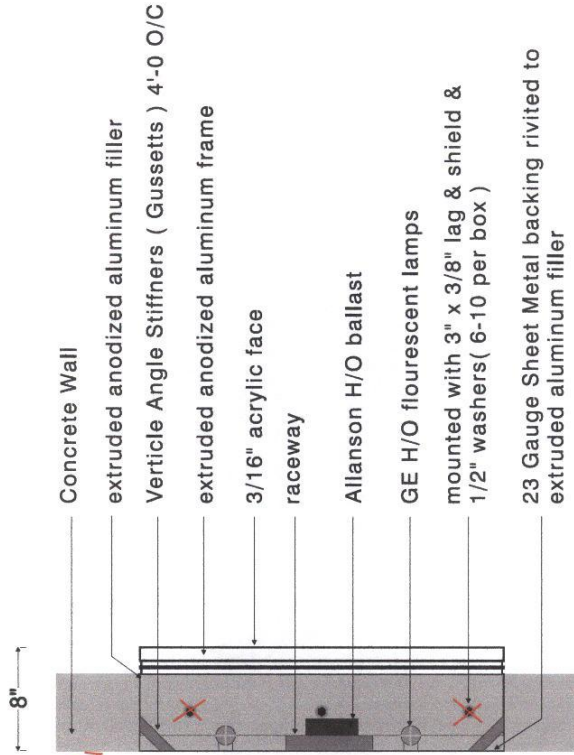 8"
Concrete Wall
extruded anodized aluminum filler
Verticle Angle Stiffners ( Gussetts ) 4'-0 O/C
extruded anodized aluminum frame
3/16" acrylic face
raceway
Allanson H/O ballast
GE H/O flourescent lamps
mounted with 3" x 3/8" lag & shield &
1/2" washers( 6-10 per box )
23 Gauge Sheet Metal backing rivited to
extruded aluminum filler